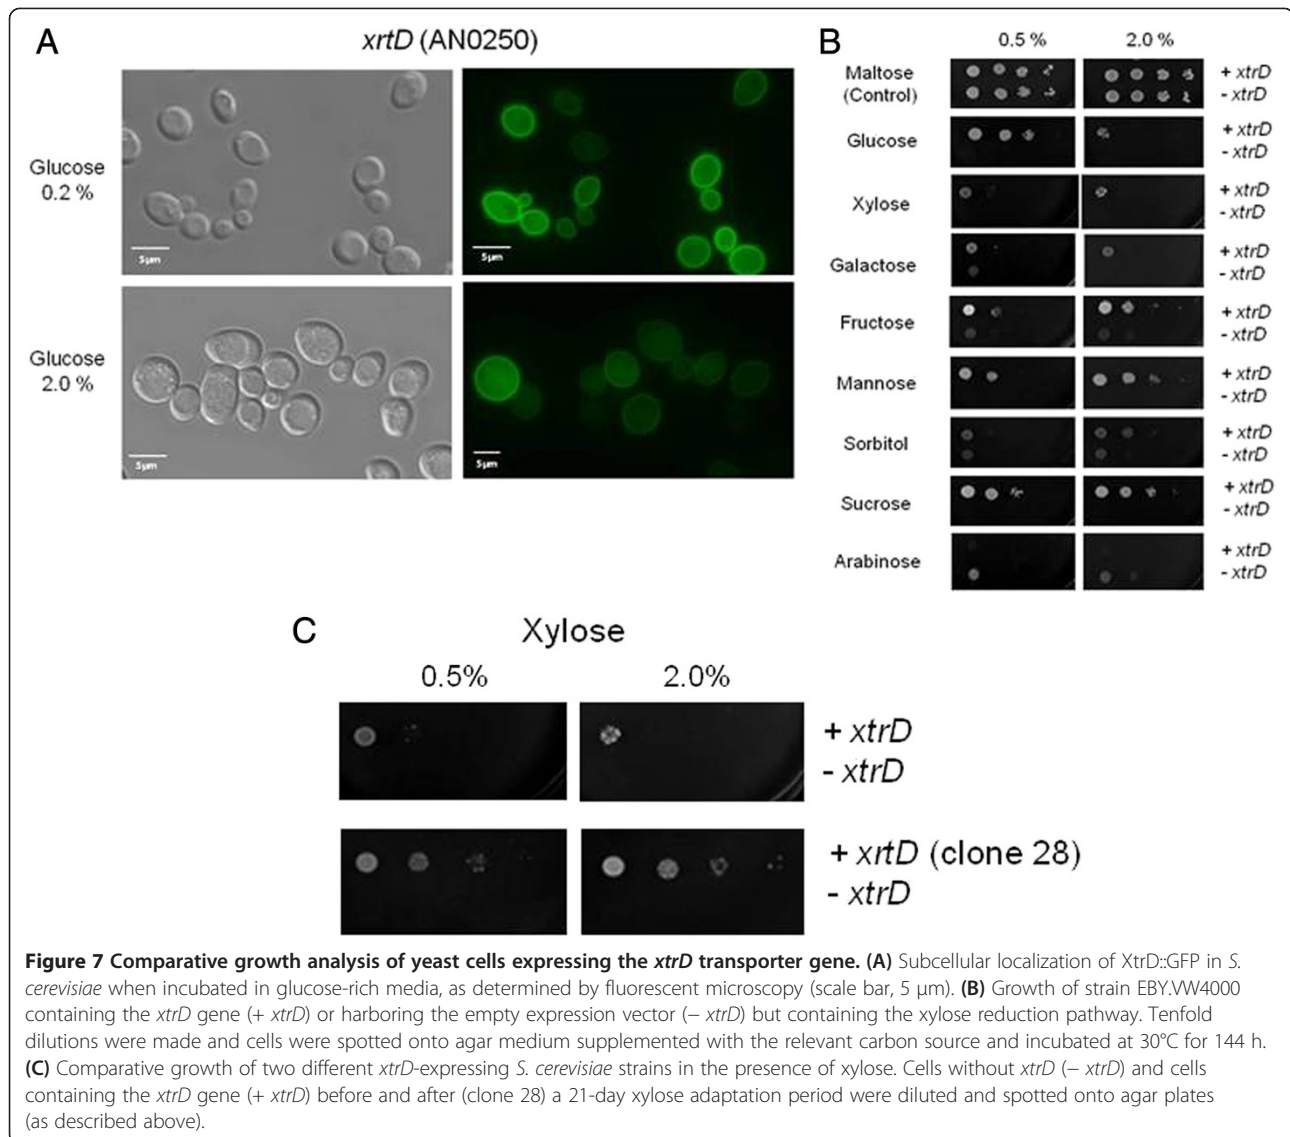 A
xrtD (AN0250)
Glucose
0.2 %
5µm
5µm
Glucose
2.0 %
5µm
5µm
B
0.5 %
2.0 %
Maltose
(Control)
+ xtrD
- xtrD
Glucose
+ xtrD
- xtrD
Xylose
+ xtrD
- xtrD
Galactose
+ xtrD
- xtrD
Fructose
+ xtrD
- xtrD
Mannose
+ xtrD
- xtrD
Sorbitol
+ xtrD
- xtrD
Sucrose
+ xtrD
- xtrD
Arabinose
+ xtrD
- xtrD
C
Xylose
0.5%
2.0%
+ xtrD
- xtrD
+ xrtD (clone 28)
- xtrD
Figure 7 Comparative growth analysis of yeast cells expressing the xtrD transporter gene. (A) Subcellular localization of XtrD::GFP in S.
cerevisiae when incubated in glucose-rich media, as determined by fluorescent microscopy (scale bar, 5 μm). (B) Growth of strain EBY.VW4000
containing the xtrD gene (+ xtrD) or harboring the empty expression vector (− xtrD) but containing the xylose reduction pathway. Tenfold
dilutions were made and cells were spotted onto agar medium supplemented with the relevant carbon source and incubated at 30°C for 144 h.
(C) Comparative growth of two different xtrD-expressing S. cerevisiae strains in the presence of xylose. Cells without xtrD (− xtrD) and cells
containing the xtrD gene (+ xtrD) before and after (clone 28) a 21-day xylose adaptation period were diluted and spotted onto agar plates
(as described above).